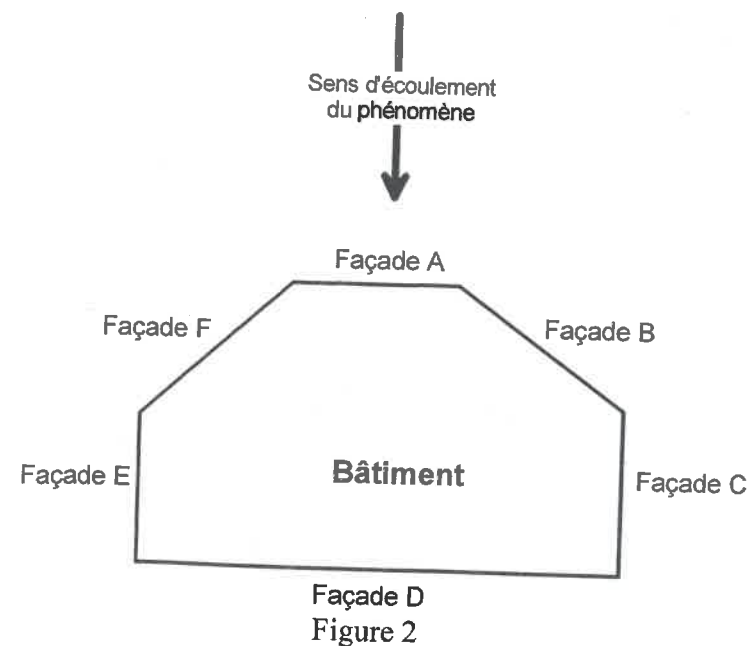 Sens d'écoulement
du phénomène
Façade A
Façade F
Façade B
Façade E
Bâtiment
Façade C
Façade D
Figure 2